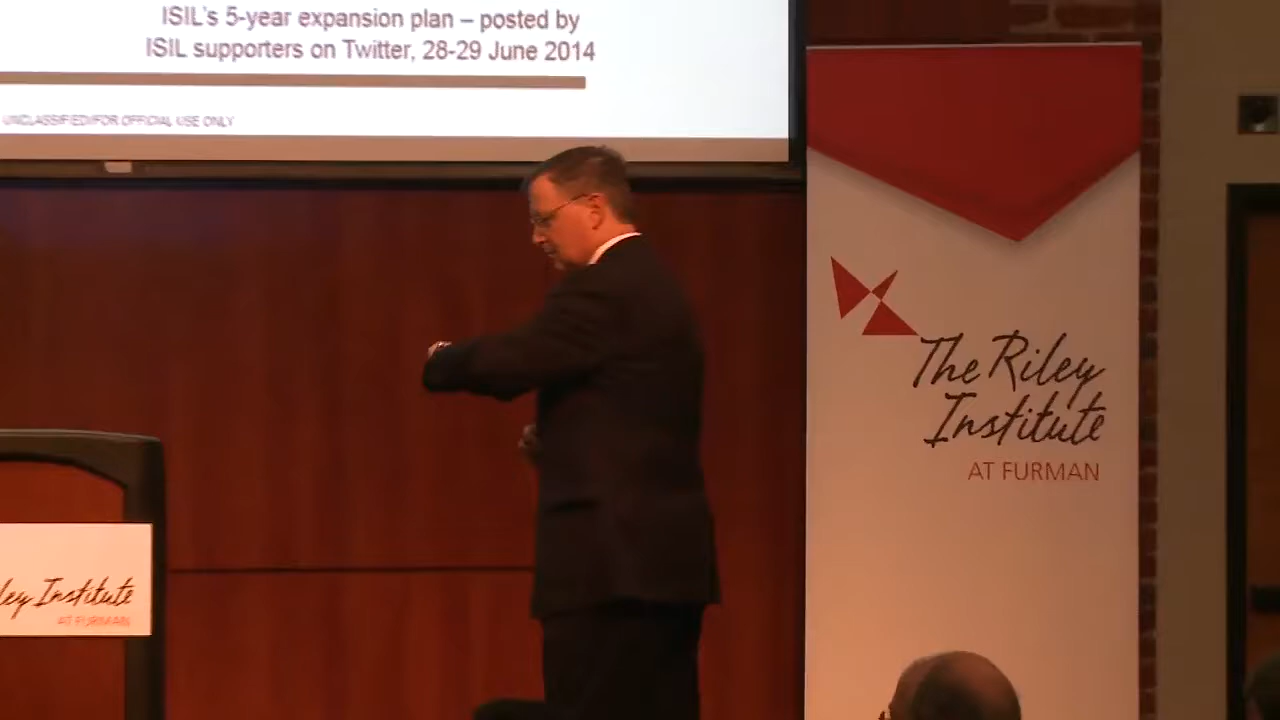 ISIL's 5-year expansion plan – posted by
ISIL supporters on Twitter, 28-29 June 2014
UNCLASSIFIED//FOR OFFICIAL USE ONLY
The Riley
Institute
AT FURMAN
ley Institute
AT FURMAN